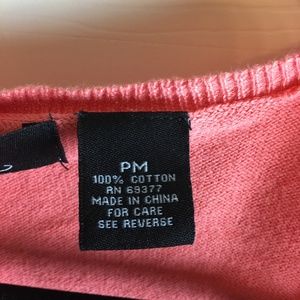 PM
100% COTTON
RN 69377
MADE IN CHINA
FOR CARE
SEE REVERSE